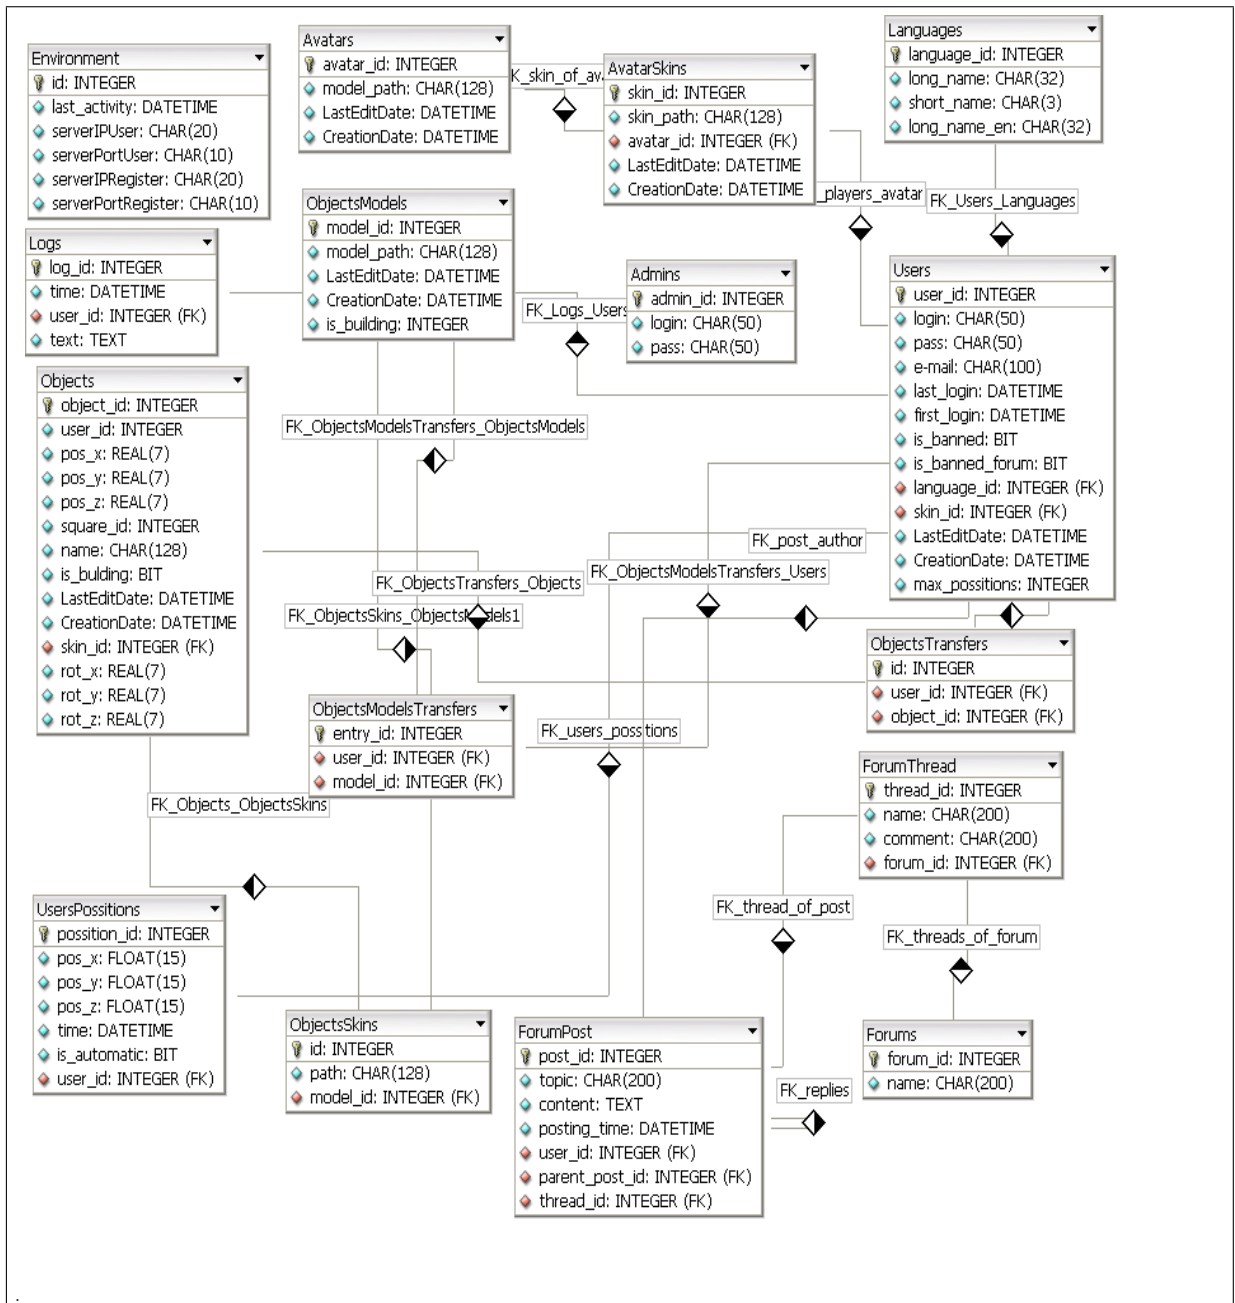 Environment
id: INTEGER
last_activity: DATETIME
serverIPUser: CHAR(20)
serverPortUser: CHAR(10)
serverIPRegister: CHAR(20)
serverPortRegister: CHAR(10)
Avatars
avatar_id: INTEGER
model_path: CHAR(128)
LastEditDate: DATETIME
CreationDate: DATETIME
K_skin_of_av
AvatarSkins
skin_id: INTEGER
skin_path: CHAR(128)
avatar_id: INTEGER (FK)
LastEditDate: DATETIME
CreationDate: DATETIME
Languages
language_id: INTEGER
long_name: CHAR(32)
short_name: CHAR(3)
long_name_en: CHAR(32)
_players_avatar
FK_Users_Languages
Logs
log_id: INTEGER
time: DATETIME
user_id: INTEGER (FK)
text: TEXT
ObjectsModels
model_id: INTEGER
model_path: CHAR(128)
LastEditDate: DATETIME
CreationDate: DATETIME
is_building: INTEGER
FK_Logs_Users
Admins
admin_id: INTEGER
login: CHAR(50)
pass: CHAR(50)
Users
user_id: INTEGER
login: CHAR(50)
pass: CHAR(50)
e-mail: CHAR(100)
last_login: DATETIME
first_login: DATETIME
is_banned: BIT
is_banned_forum: BIT
language_id: INTEGER (FK)
skin_id: INTEGER (FK)
LastEditDate: DATETIME
CreationDate: DATETIME
max_possitions: INTEGER
Objects
object_id: INTEGER
user_id: INTEGER
pos_x: REAL(7)
pos_y: REAL(7)
pos_z: REAL(7)
square_id: INTEGER
name: CHAR(128)
is_bulding: BIT
LastEditDate: DATETIME
CreationDate: DATETIME
skin_id: INTEGER (FK)
rot_x: REAL(7)
rot_y: REAL(7)
rot_z: REAL(7)
FK_ObjectsModelsTransfers_ObjectsModels
FK_post_author
FK_ObjectsTransfers_Objects
FK_ObjectsModelsTransfers_Users
FK_ObjectsSkins_ObjectsModels1
ObjectsTransfers
id: INTEGER
user_id: INTEGER (FK)
object_id: INTEGER (FK)
ObjectsModelsTransfers
entry_id: INTEGER
user_id: INTEGER (FK)
model_id: INTEGER (FK)
FK_users_possitions
FK_Objects_ObjectsSkins
ForumThread
thread_id: INTEGER
name: CHAR(200)
comment: CHAR(200)
forum_id: INTEGER (FK)
FK_thread_of_post
FK_threads_of_forum
UsersPossitions
possition_id: INTEGER
pos_x: FLOAT(15)
pos_y: FLOAT(15)
pos_z: FLOAT(15)
time: DATETIME
is_automatic: BIT
user_id: INTEGER (FK)
ObjectsSkins
id: INTEGER
path: CHAR(128)
model_id: INTEGER (FK)
ForumPost
post_id: INTEGER
topic: CHAR(200)
content: TEXT
posting_time: DATETIME
user_id: INTEGER (FK)
parent_post_id: INTEGER (FK)
thread_id: INTEGER (FK)
FK_replies
Forums
forum_id: INTEGER
name: CHAR(200)
.